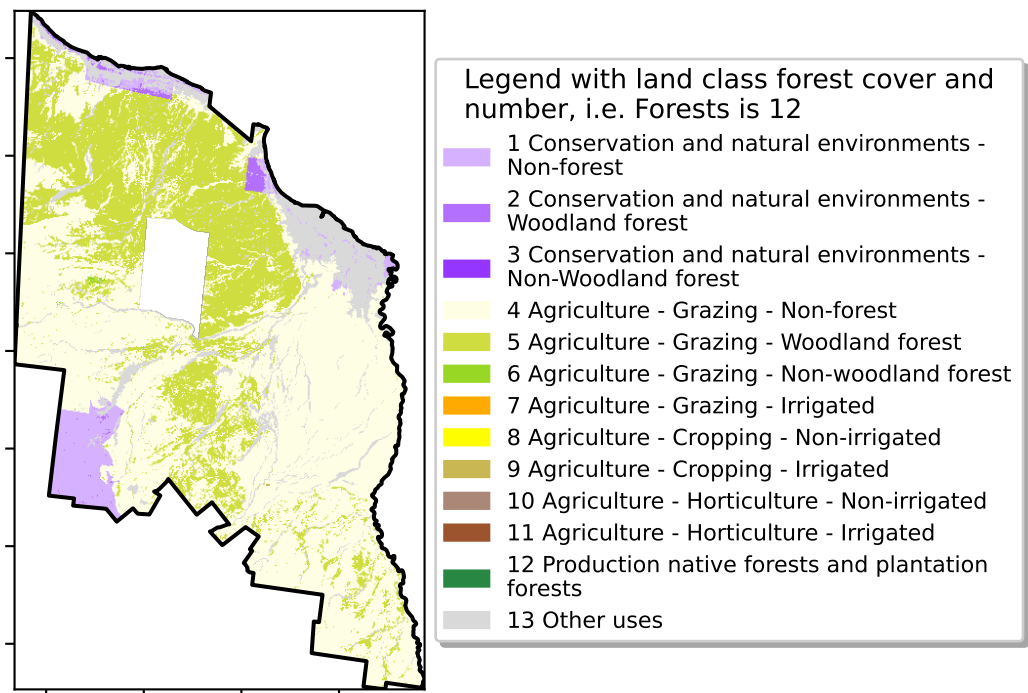 Legend with land class forest cover and
number, i.e. Forests is 12
1 Conservation and natural environments -
Non-forest
2 Conservation and natural environments -
Woodland forest
3 Conservation and natural environments -
Non-Woodland forest
4 Agriculture - Grazing - Non-forest
5 Agriculture - Grazing - Woodland forest
6 Agriculture - Grazing - Non-woodland forest
7 Agriculture - Grazing - Irrigated
8 Agriculture - Cropping - Non-irrigated
9 Agriculture - Cropping - Irrigated
10 Agriculture - Horticulture - Non-irrigated
11 Agriculture - Horticulture - Irrigated
12 Production native forests and plantation
forests
13 Other uses